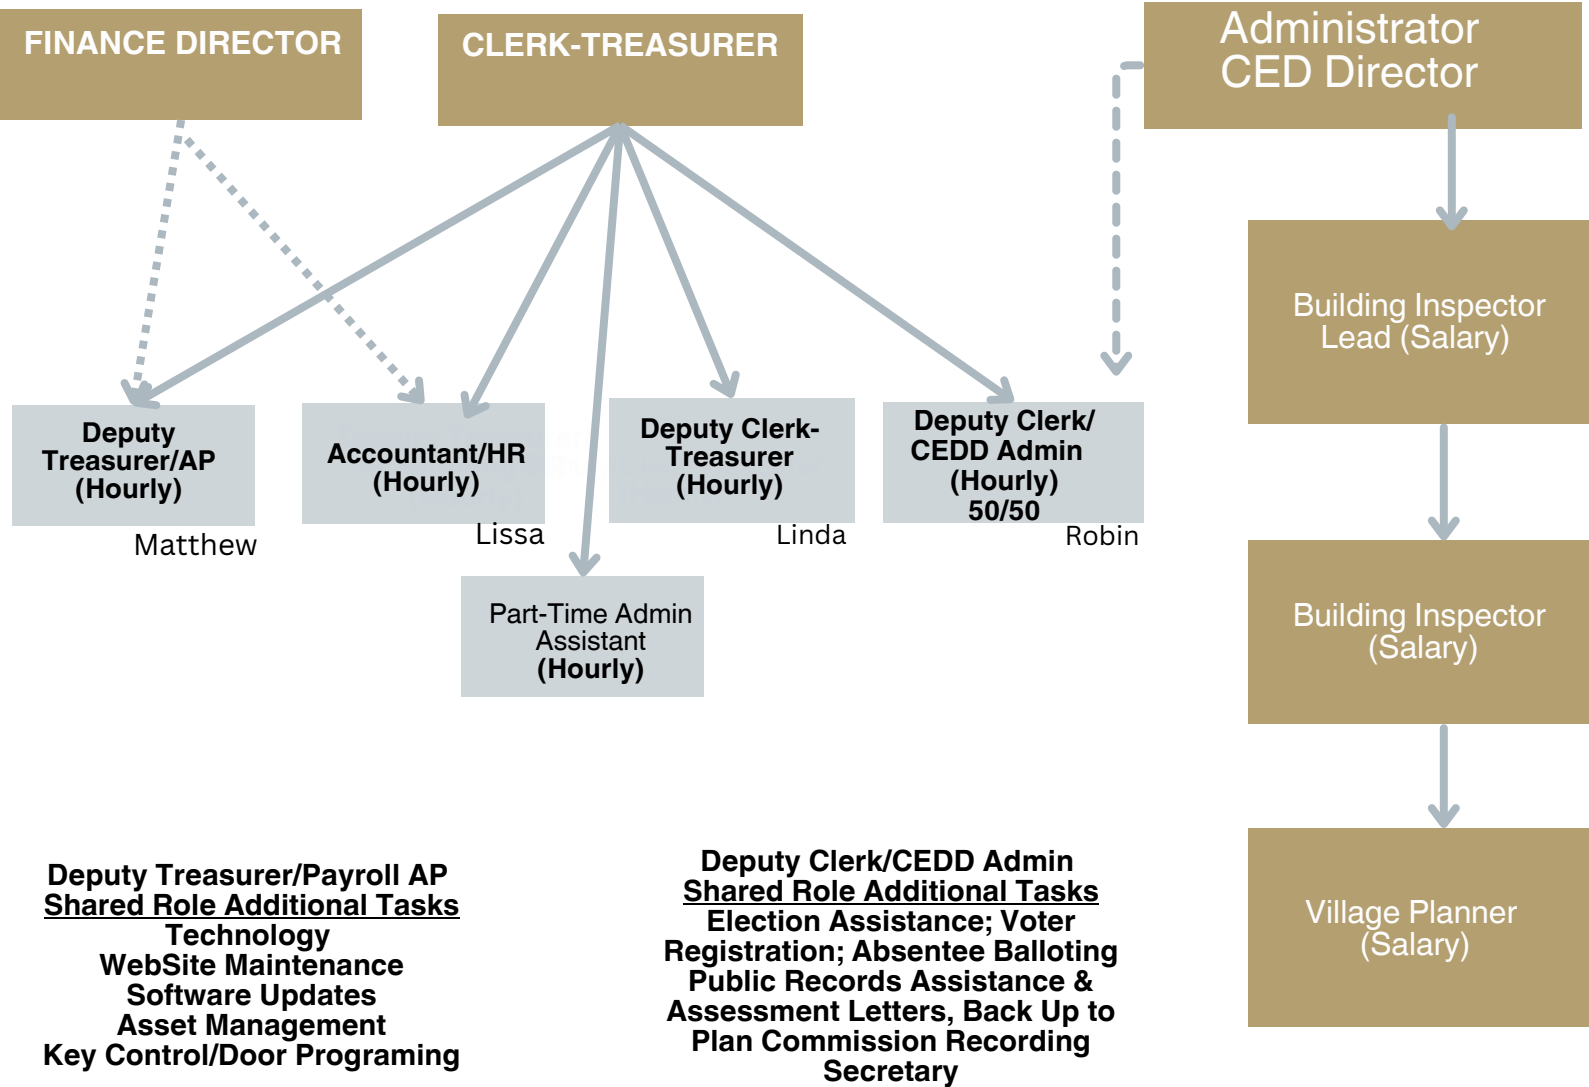 FINANCE DIRECTOR
CLERK-TREASURER
Administrator
CED Director
Building Inspector
Lead (Salary)
Deputy
Treasurer/AP
(Hourly)
Matthew
Accountant/HR
(Hourly)
Lissa
Deputy Clerk-
Treasurer
(Hourly)
Linda
Deputy Clerk/
CEDD Admin
(Hourly)
50/50
Robin
Part-Time Admin
Assistant
(Hourly)
Building Inspector
(Salary)
Village Planner
(Salary)
Deputy Treasurer/Payroll AP
Shared Role Additional Tasks
Technology
WebSite Maintenance
Software Updates
Asset Management
Key Control/Door Programing
Deputy Clerk/CEDD Admin
Shared Role Additional Tasks
Election Assistance; Voter
Registration; Absentee Balloting
Public Records Assistance &
Assessment Letters, Back Up to
Plan Commission Recording
Secretary